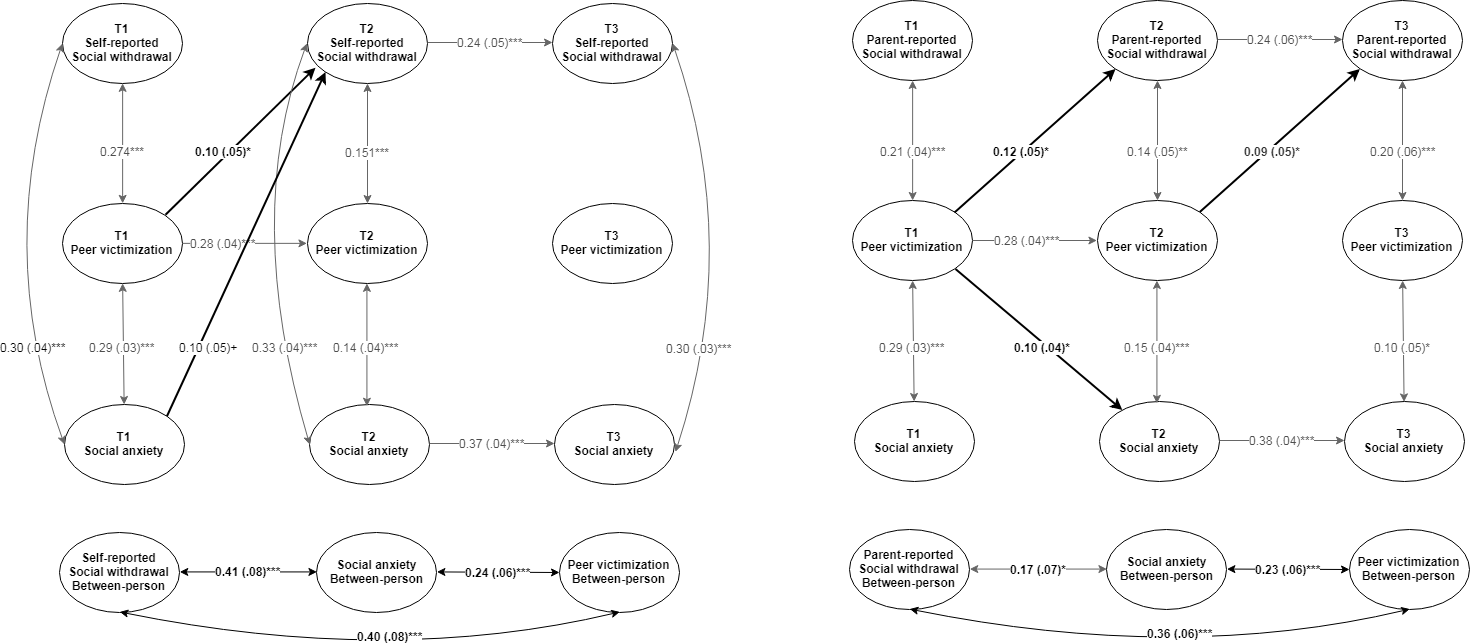 T1
Self-reported
Social withdrawal
T2
Self-reported
Social withdrawal
0.24 (.05)***
T3
Self-reported
Social withdrawal
0.274***
0.10 (.05)*
0.151***
T1
Peer victimization
0.28 (.04)***
T2
Peer victimization
T3
Peer victimization
0.30 (.04)***
0.29 (.03)***
0.10 (.05)+
0.33 (.04)***
0.14 (.04)***
0.30 (.03)***
T1
Social anxiety
T2
Social anxiety
0.37 (.04)***
T3
Social anxiety
Self-reported
Social withdrawal
Between-person
0.41 (.08)***
Social anxiety
Between-person
0.24 (.06)***
Peer victimization
Between-person
0.40 (.08)***
T1
Parent-reported
Social withdrawal
T2
Parent-reported
Social withdrawal
0.24 (.06)***
T3
Parent-reported
Social withdrawal
0.21 (.04)***
0.12 (.05)*
0.14 (.05)**
0.09 (.05)*
0.20 (.06)***
T1
Peer victimization
0.28 (.04)***
T2
Peer victimization
T3
Peer victimization
0.29 (.03)***
0.10 (.04)*
0.15 (.04)***
0.10 (.05)*
T1
Social anxiety
T2
Social anxiety
0.38 (.04)***
T3
Social anxiety
Parent-reported
Social withdrawal
Between-person
0.17 (.07)*
Social anxiety
Between-person
0.23 (.06)***
Peer victimization
Between-person
0.36 (.06)***